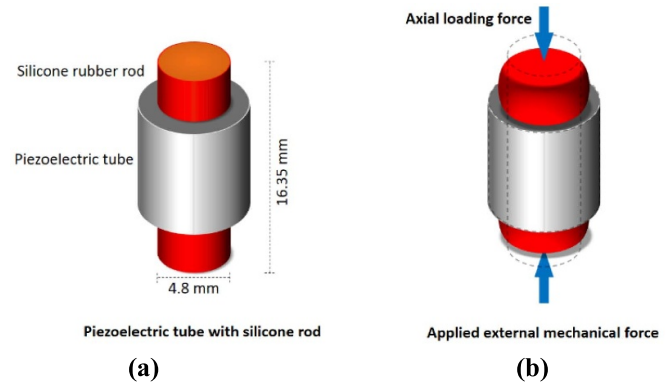 Silicone rubber rod
Piezoelectric tube
16.35 mm
4.8 mm
Piezoelectric tube with silicone rod
(a)
Axial loading force
Applied external mechanical force
(b)